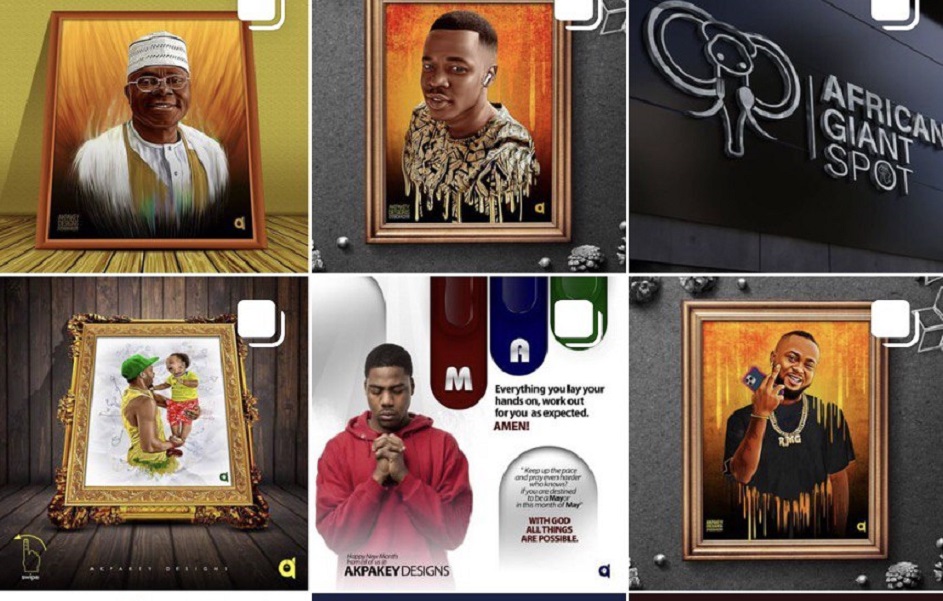 AFRICAN
GIANT
SPOT
AKPAKEY DESIGNS
M
A
Everything you lay your
hands on, work out
for you as expected.
AMEN!
"Keep up the pace
and pray even harder
who knows?
if you are destined
to be a Mayor
in this month of May"
WITH GOD
ALL THINGS
ARE POSSIBLE.
Happy New Month
from all of us @
AKPAKEY DESIGNS
RMG